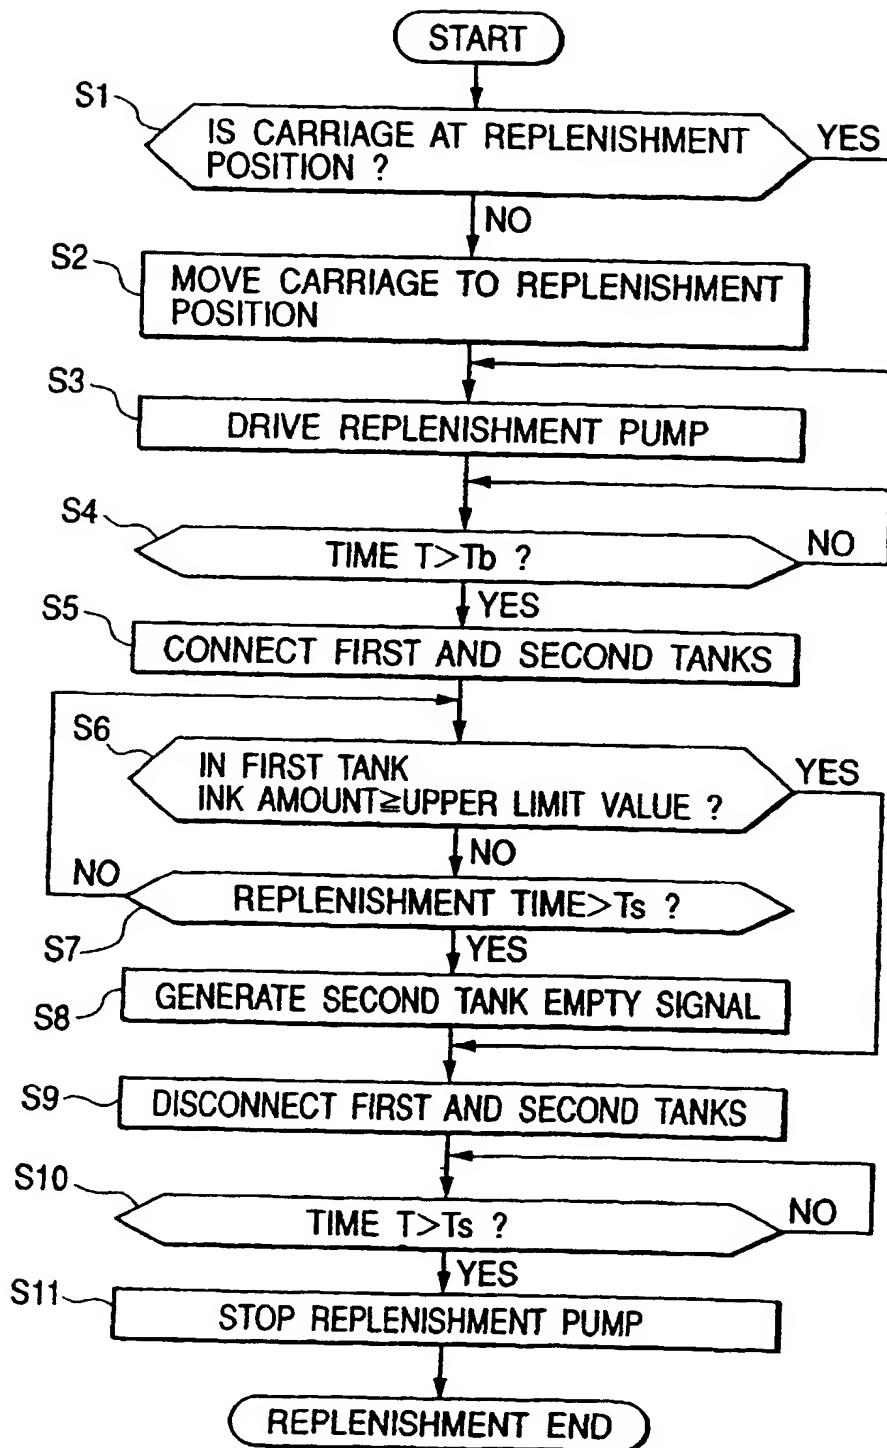 START
S1
IS CARRIAGE AT REPLENISHMENT
POSITION ?
YES
NO
S2
MOVE CARRIAGE TO REPLENISHMENT
POSITION
S3
DRIVE REPLENISHMENT PUMP
S4
TIME T>Tb ?
NO
YES
S5
CONNECT FIRST AND SECOND TANKS
S6
IN FIRST TANK
INK AMOUNT≧UPPER LIMIT VALUE ?
YES
NO
NO
REPLENISHMENT TIME>Ts ?
S7
YES
S8
GENERATE SECOND TANK EMPTY SIGNAL
S9
DISCONNECT FIRST AND SECOND TANKS
S10
TIME T>Ts ?
NO
YES
S11
STOP REPLENISHMENT PUMP
REPLENISHMENT END